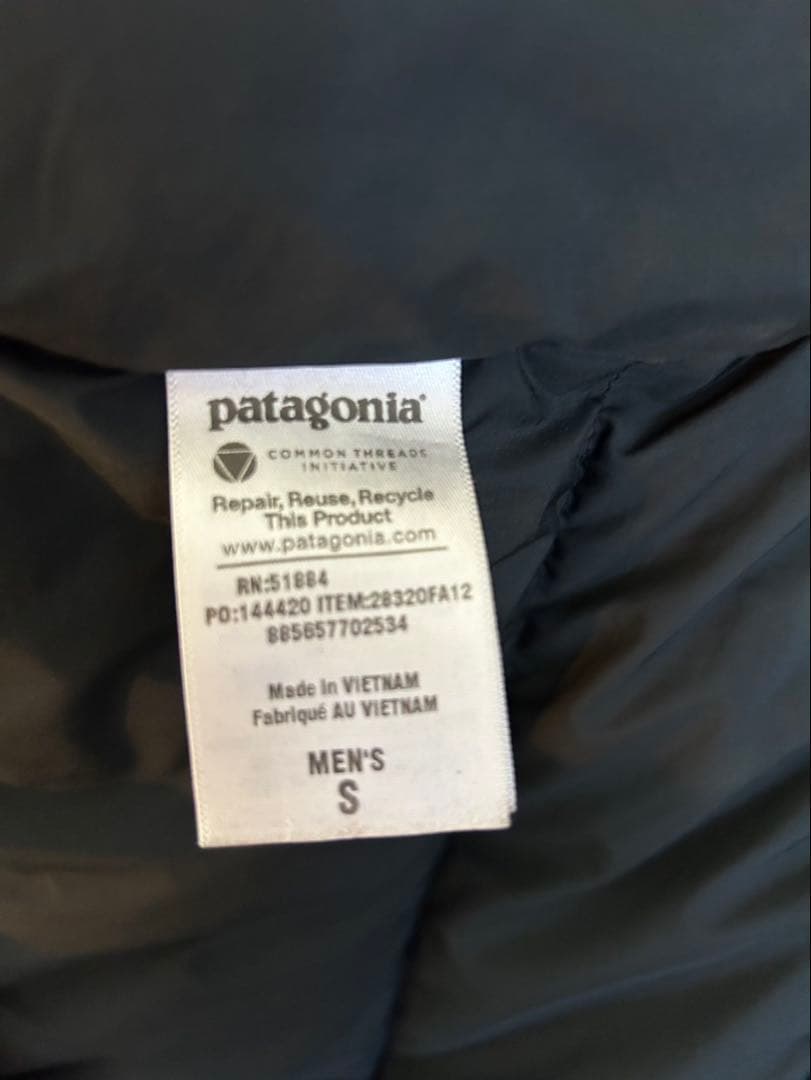 patagonia®
COMMON THREADS
INITIATIVE
Repair, Reuse, Recycle
This Product
www.patagonia.com
RN:51884
PO:144420 ITEM:28320FA12
885657702534
Made in VIETNAM
Fabriqué AU VIETNAM
MEN'S
S